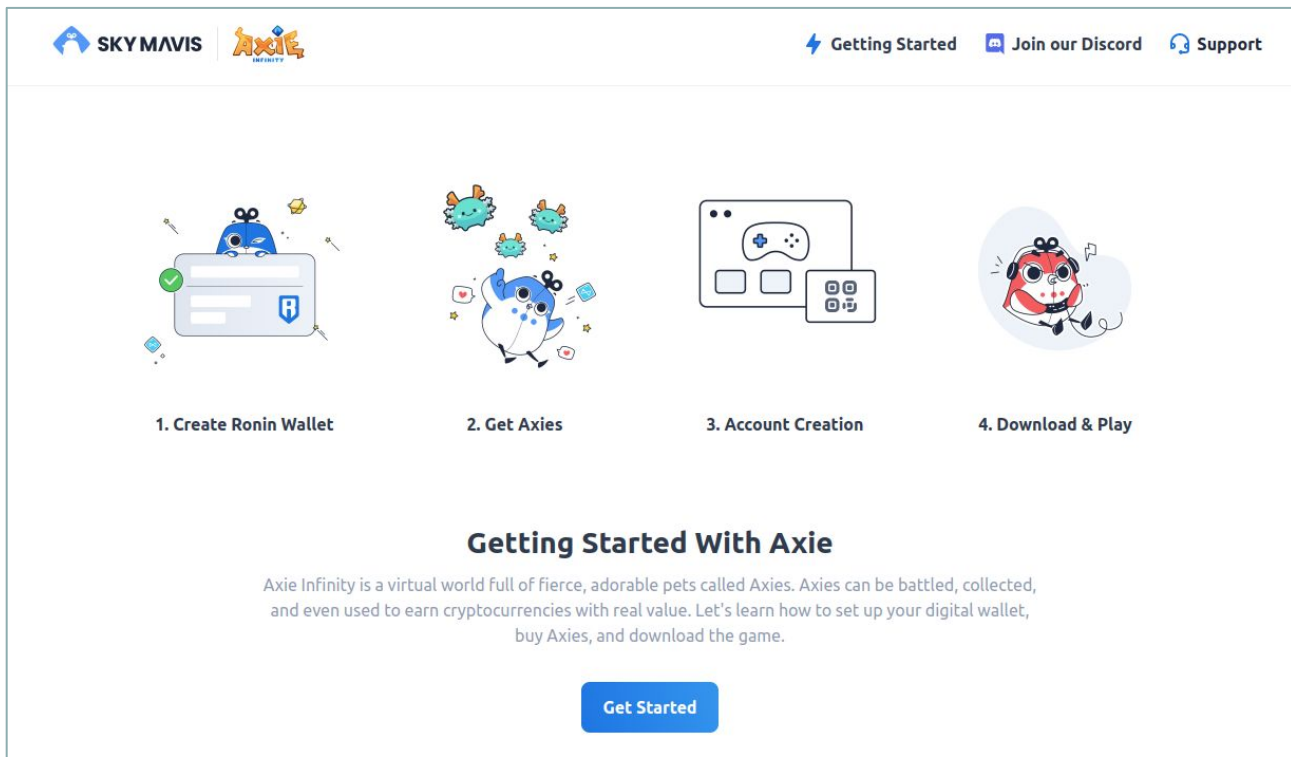 SKY MAVIS
AXIE
INFINITY
Getting Started
Join our Discord
Support
1. Create Ronin Wallet
2. Get Axies
3. Account Creation
4. Download & Play
Getting Started With Axie
Axie Infinity is a virtual world full of fierce, adorable pets called Axies. Axies can be battled, collected,
and even used to earn cryptocurrencies with real value. Let's learn how to set up your digital wallet,
buy Axies, and download the game.
Get Started